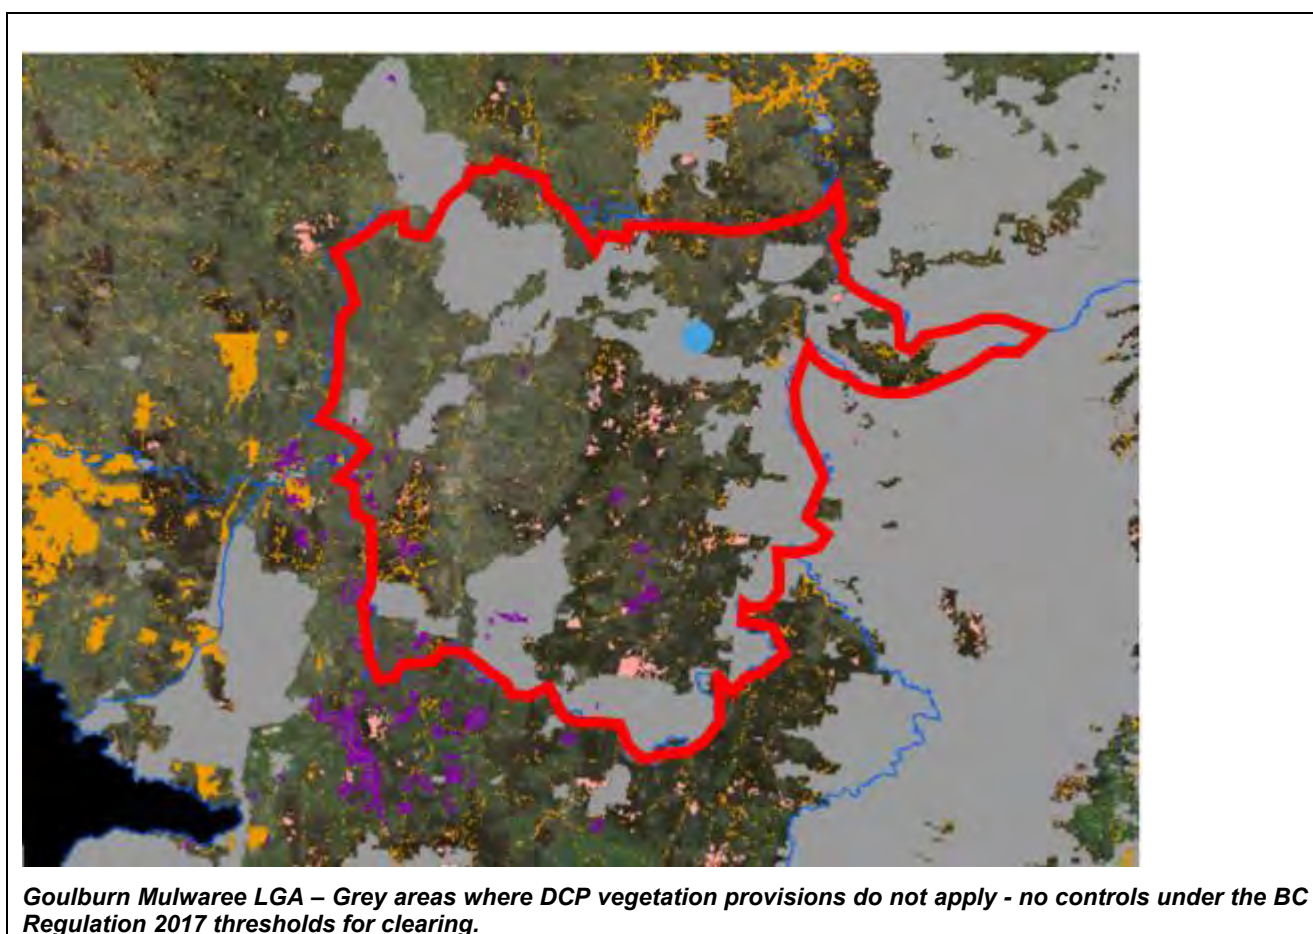 Goulburn Mulwaree LGA – Grey areas where DCP vegetation provisions do not apply - no controls under the BC
Regulation 2017 thresholds for clearing.